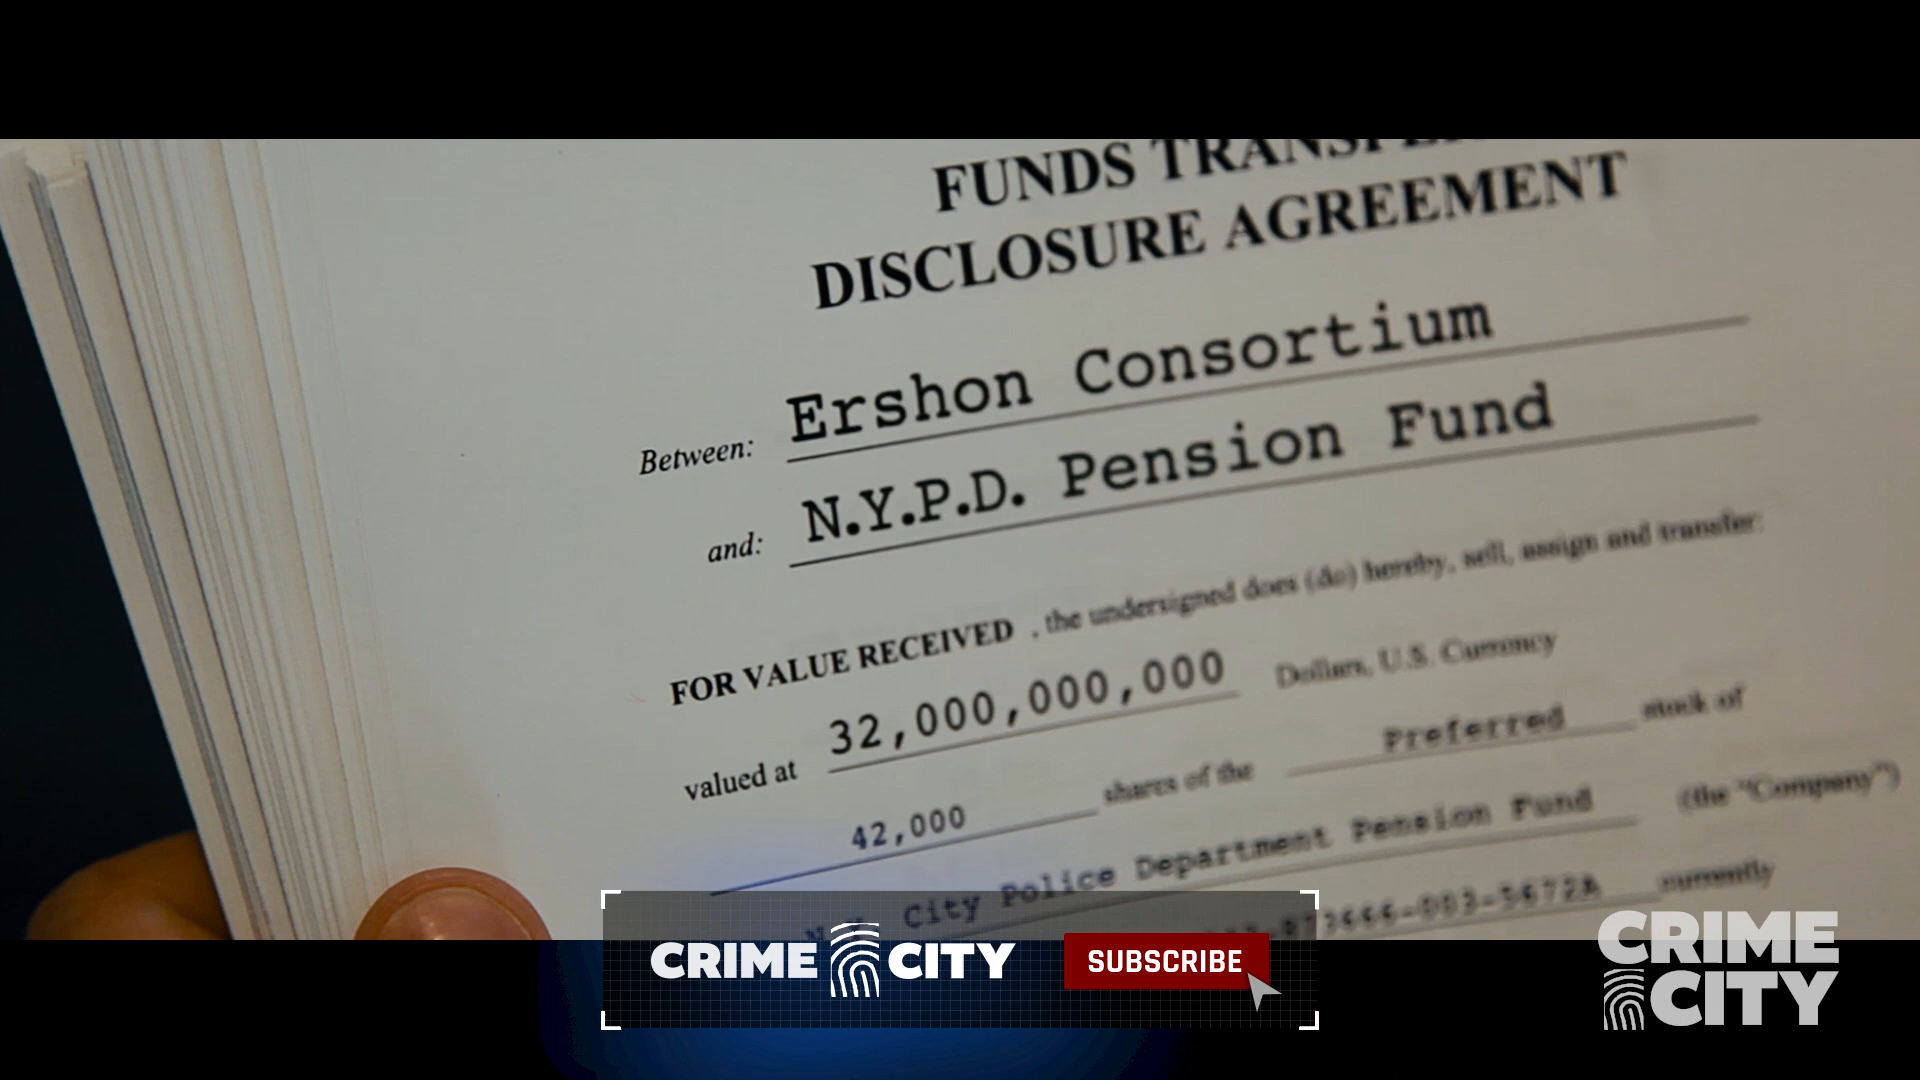 FUNDS TRANSFER
DISCLOSURE AGREEMENT
Between: Ershon Consortium
and: N.Y.P.D. Pension Fund
FOR VALUE RECEIVED , the undersigned does (do) hereby, sell, assign and transfer:
valued at 32,000,000,000 Dollars, U.S. Currency
42,000 shares of the Preferred stock of
City Police Department Pension Fund (the "Company")
currently
CRIME CITY SUBSCRIBE
CRIME
CITY